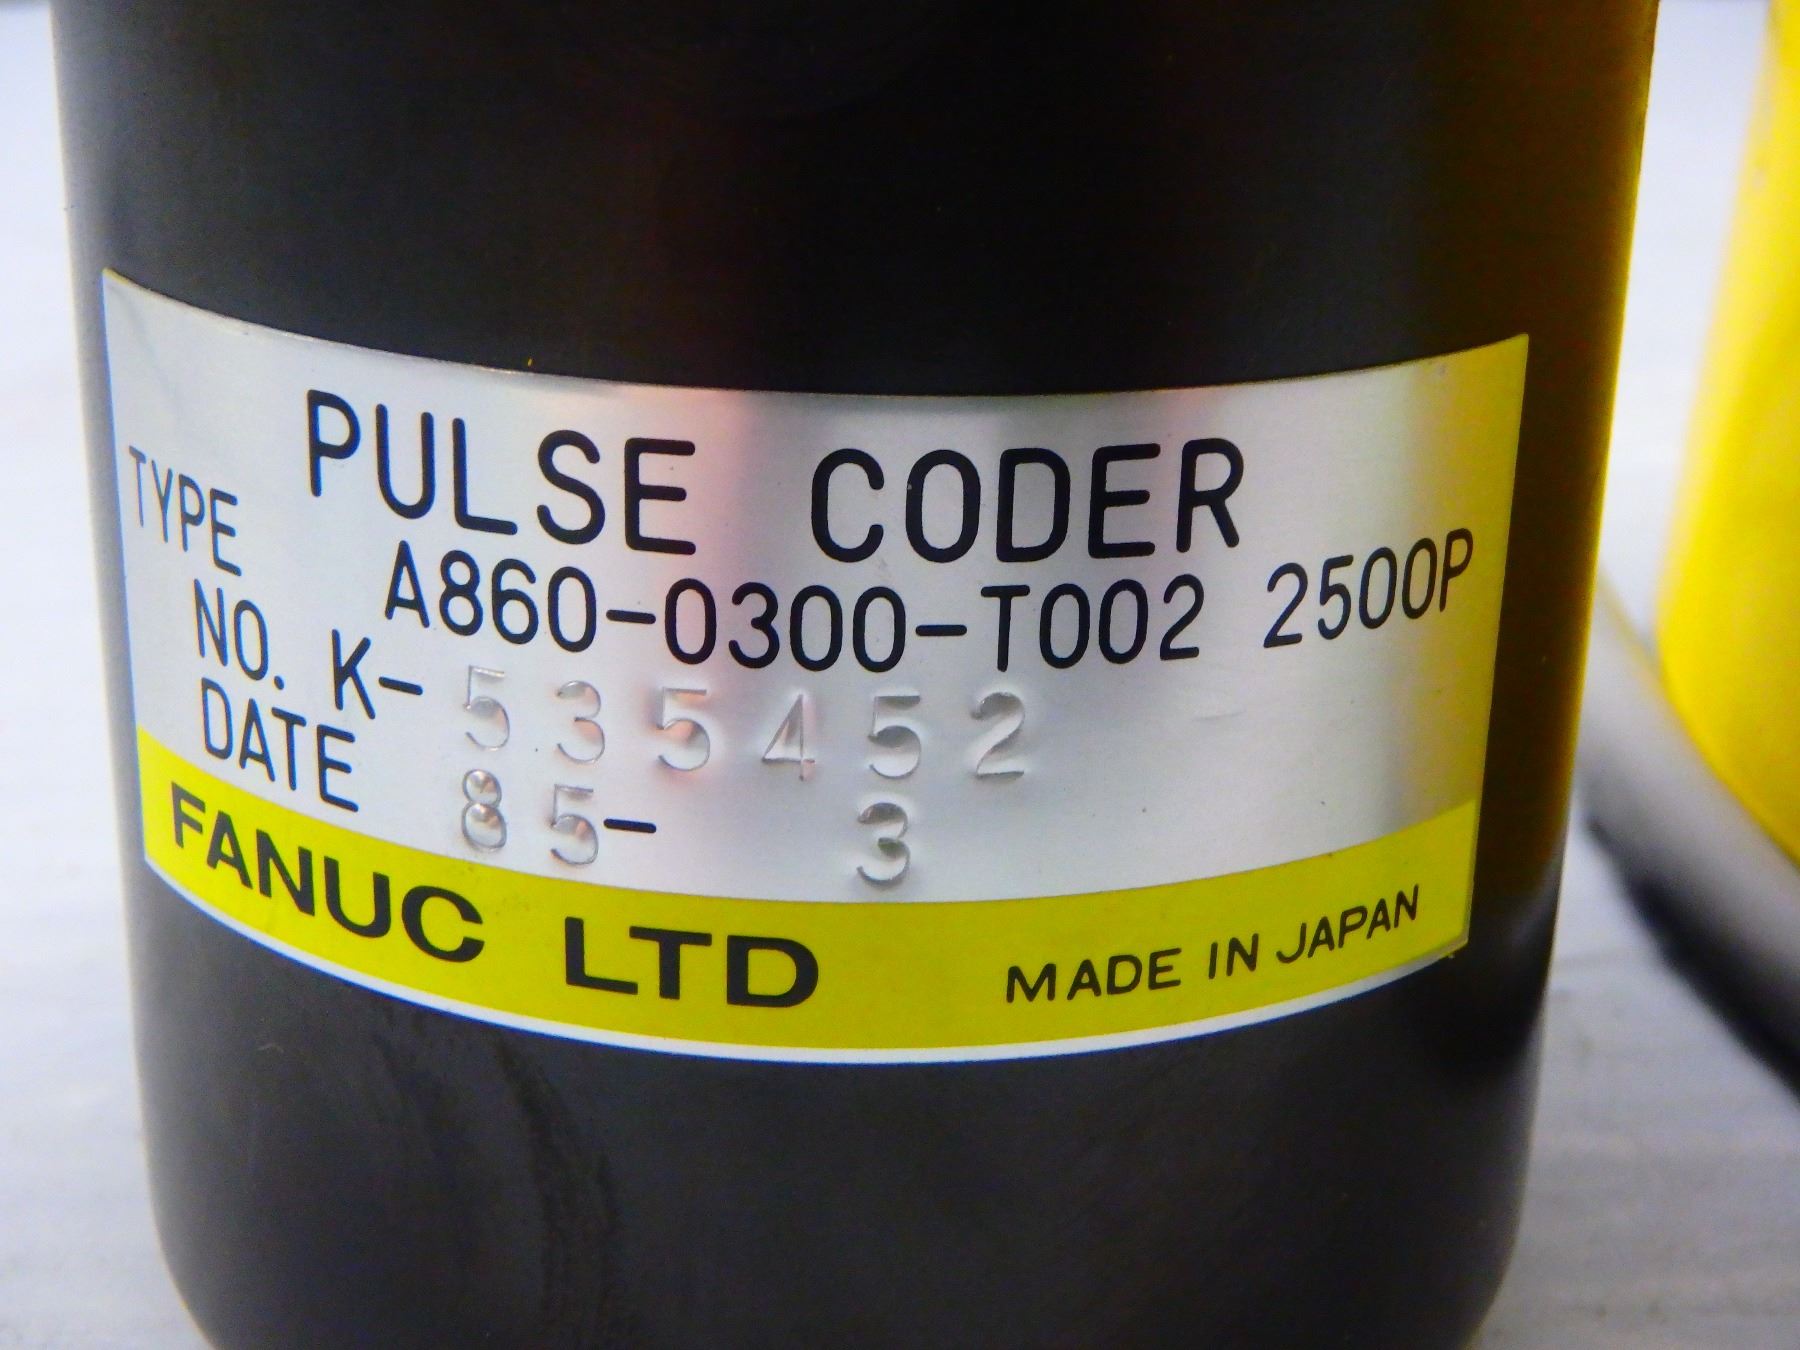 PULSE CODER
TYPE A860-0300-T002 2500P
NO. K-535452
DATE 85- 3
FANUC LTD MADE IN JAPAN